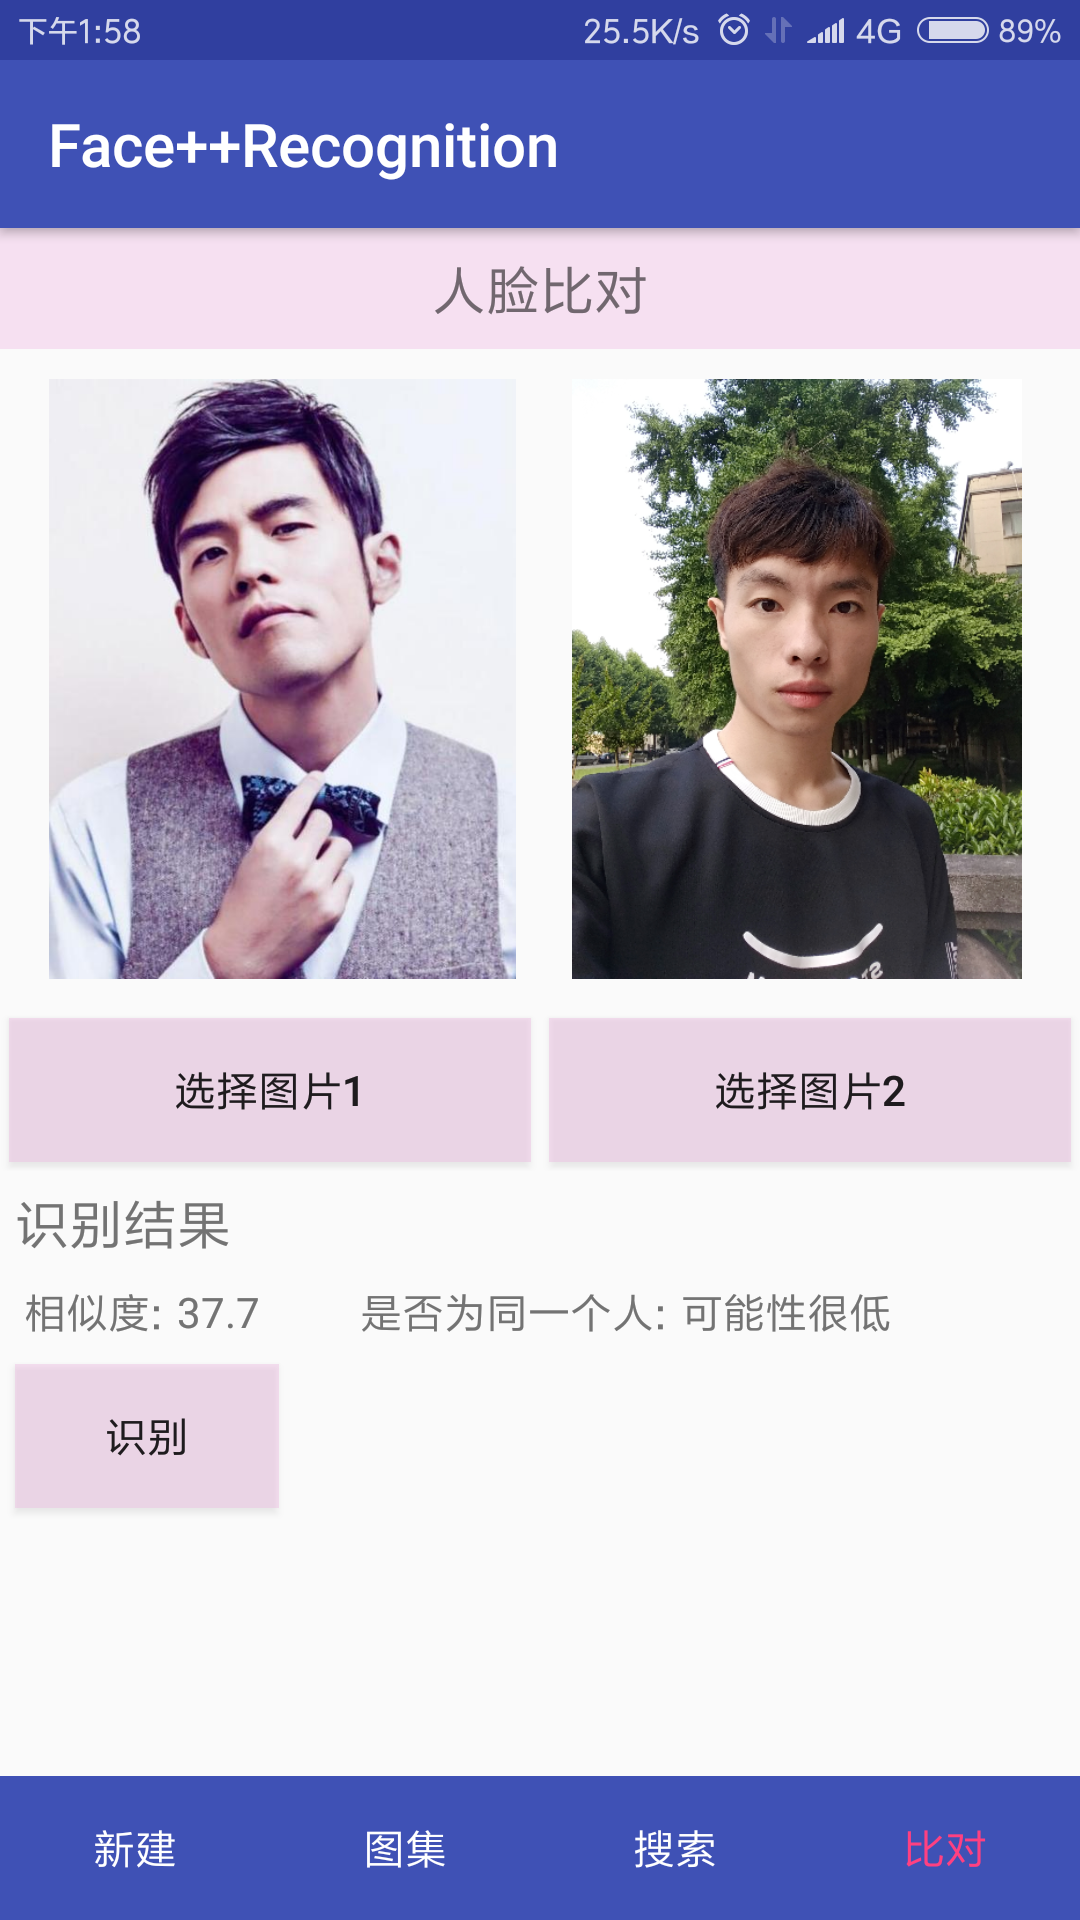 下午1:58
25.5K/s 4G 89%
Face++Recognition
人脸比对
选择图片1
选择图片2
识别结果
相似度: 37.7
是否为同一个人: 可能性很低
识别
新建
图集
搜索
比对